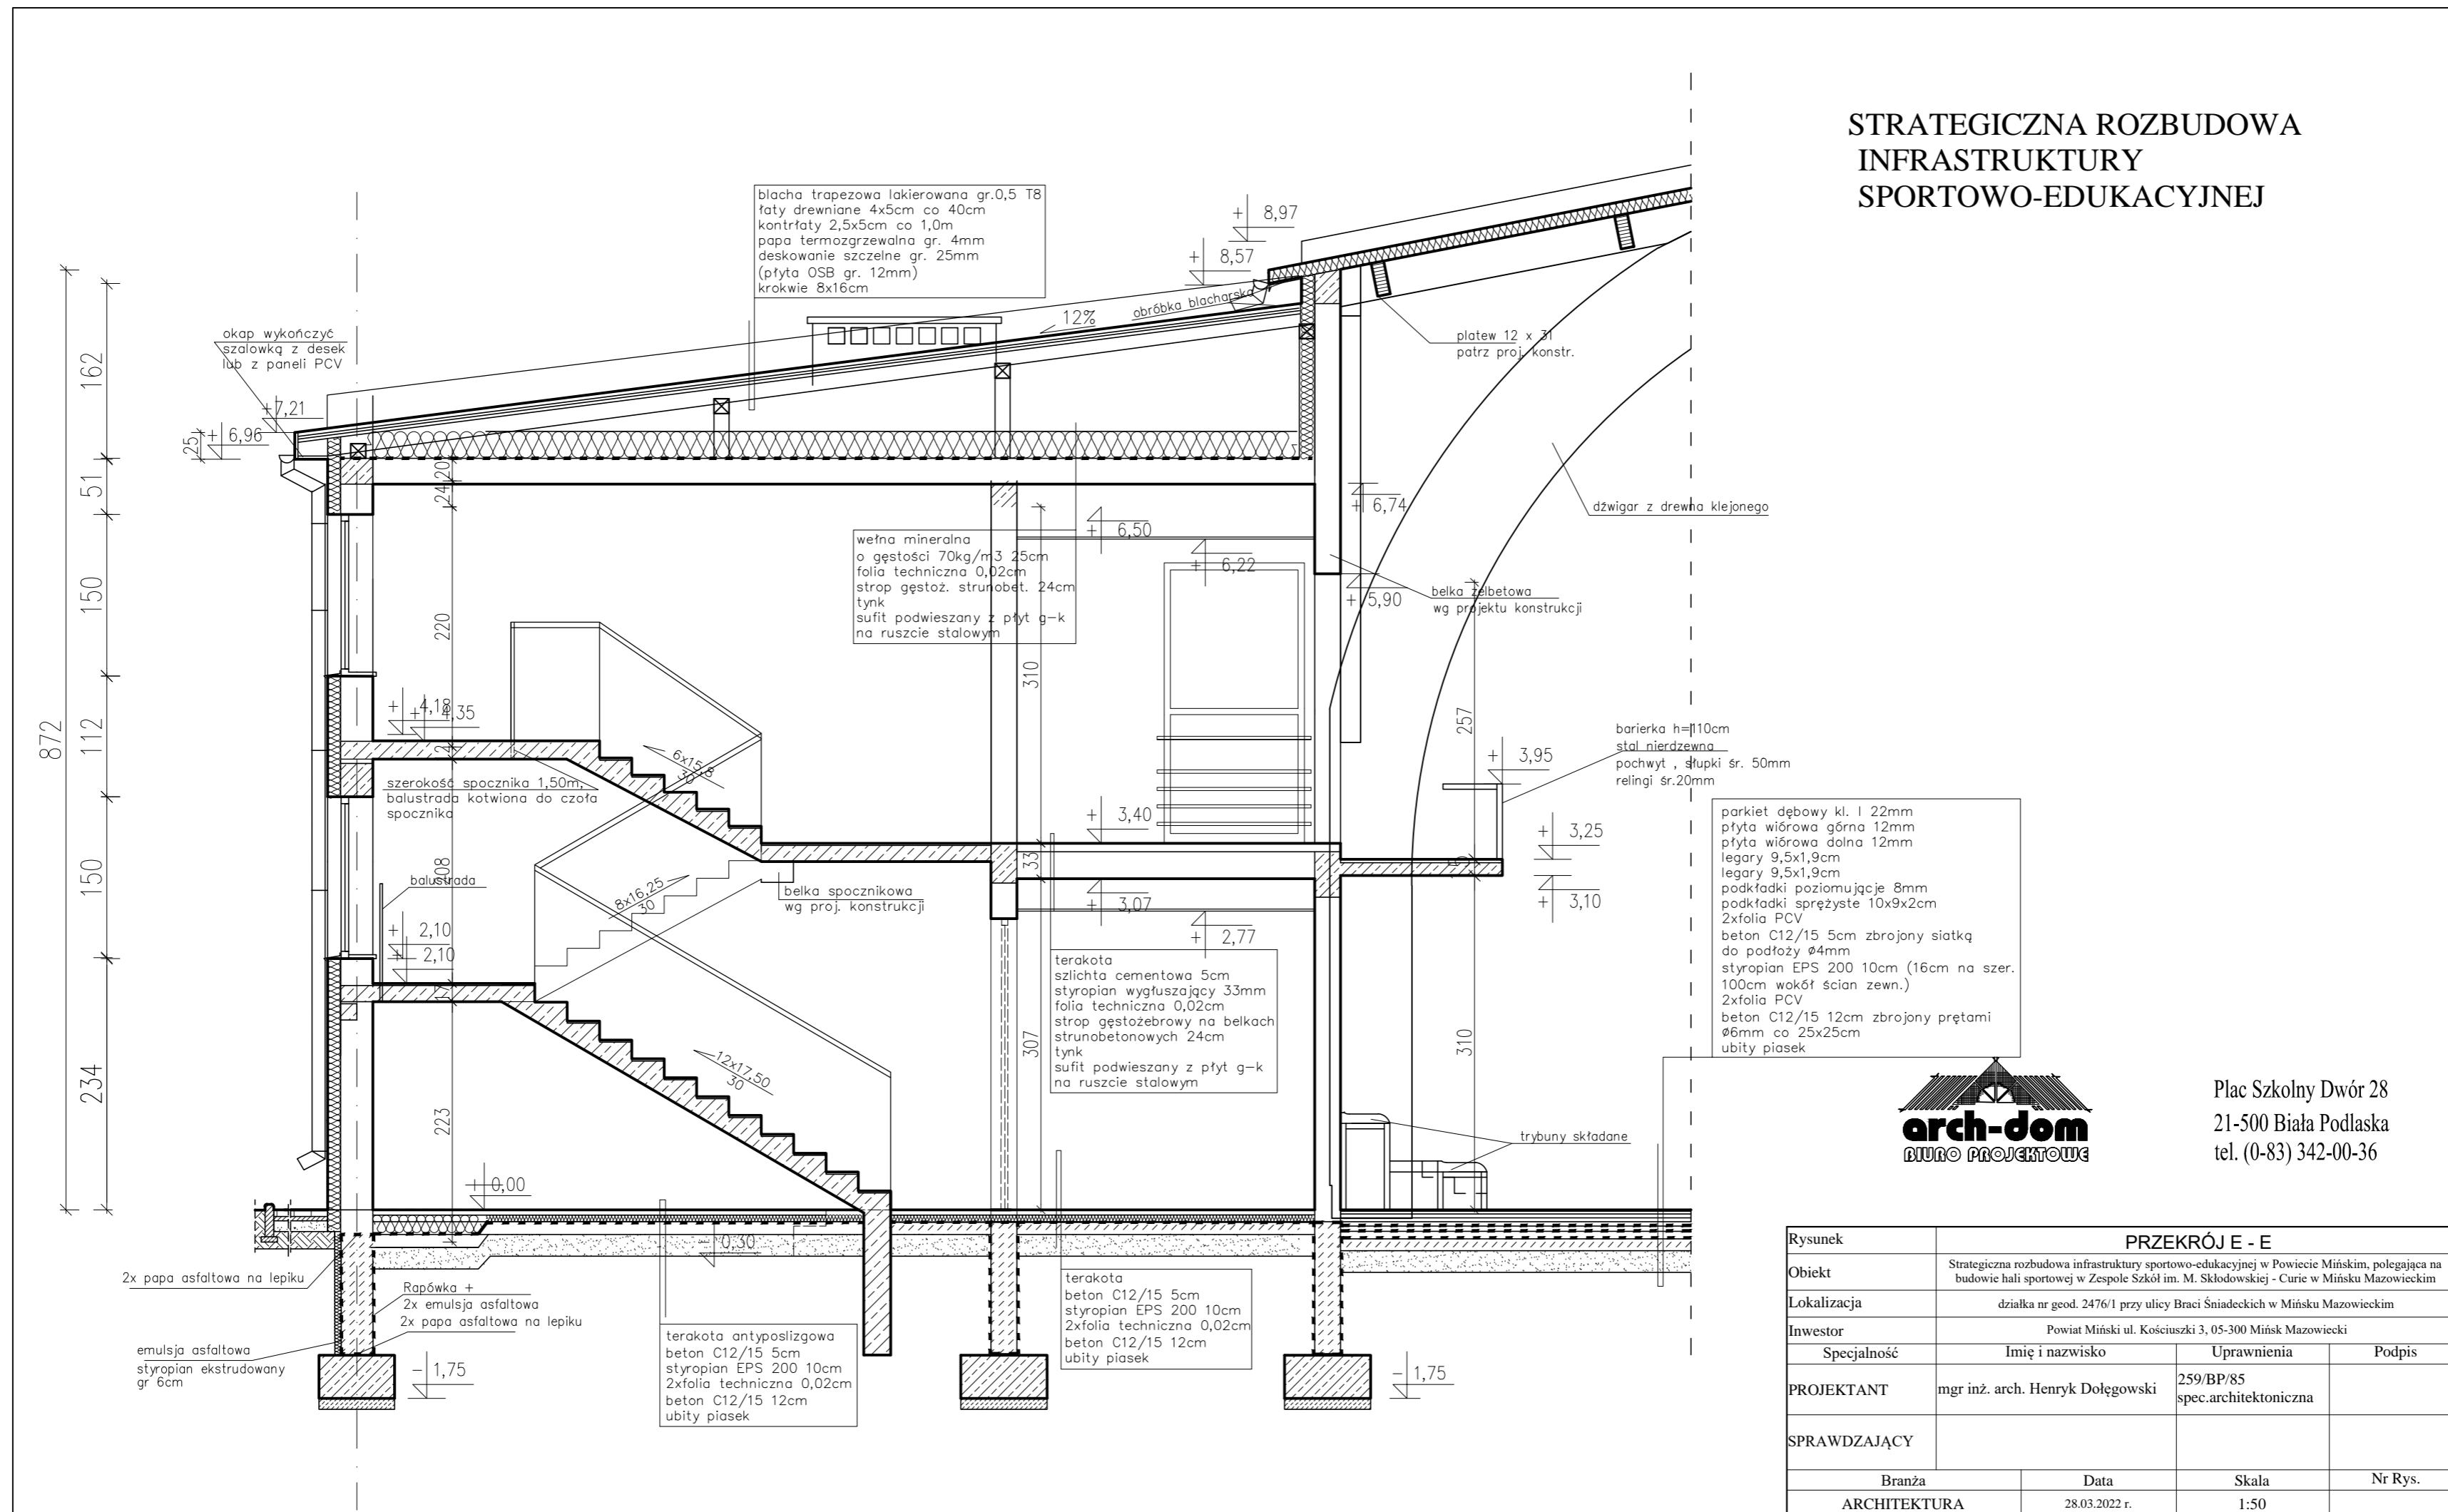 STRATEGICZNA ROZBUDOWA
INFRASTRUKTURY
SPORTOWO-EDUKACYJNEJ
blacha trapezowa lakierowana gr.0,5 T8
łaty drewniane 4x5cm co 40cm
kontrłaty 2,5x5cm co 1,0m
papa termozgrzewalna gr. 4mm
deskowanie szczelne gr. 25mm
(płyta OSB gr. 12mm)
krokwie 8x16cm
+ 8,97
+ 8,57
obróbka blacharska
12%
okap wykończyć
szalowką z desek
lub z paneli PCV
+7,21
+ 6,96
25
162
51
150
112
150
234
872
platew 12 x 31
patrz proj. konstr.
20
24
220
dźwigar z drewna klejonego
+ 6,74
+ 6,50
+ 6,22
+ 5,90
wełna mineralna
o gęstości 70kg/m3 25cm
folia techniczna 0,02cm
strop gęstoż. strunobet. 24cm
tynk
sufit podwieszany z płyt g-k
na ruszcie stalowym
belka żelbetowa
wg projektu konstrukcji
310
257
+ 4,18
+ 4,35
6x15,8
30
szerokość spocznika 1,50m,
balustrada kotwiona do czoła
spocznika
barierka h=110cm
stal nierdzewna
pochwyt , słupki śr. 50mm
relingi śr.20mm
+ 3,95
+ 3,40
+ 3,25
+ 3,10
33
15
balustrada
8x16,25
30
belka spocznikowa
wg proj. konstrukcji
+ 3,07
+ 2,77
+ 2,10
+ 2,10
17
parkiet dębowy kl. I 22mm
płyta wiórowa górna 12mm
płyta wiórowa dolna 12mm
legary 9,5x1,9cm
legary 9,5x1,9cm
podkładki poziomujące 8mm
podkładki sprężyste 10x9x2cm
2xfolia PCV
beton C12/15 5cm zbrojony siatką
do podłoży ø4mm
styropian EPS 200 10cm (16cm na szer.
100cm wokół ścian zewn.)
2xfolia PCV
beton C12/15 12cm zbrojony prętami
ø6mm co 25x25cm
ubity piasek
terakota
szlichta cementowa 5cm
styropian wygłuszający 33mm
folia techniczna 0,02cm
strop gęstożebrowy na belkach
strunobetonowych 24cm
tynk
sufit podwieszany z płyt g-k
na ruszcie stalowym
307
310
12x17,50
30
223
trybuny składane
arch-dom
BIURO PROJEKTOWE
Plac Szkolny Dwór 28
21-500 Biała Podlaska
tel. (0-83) 342-00-36
+ 0,00
- 0,30
2x papa asfaltowa na lepiku
Rapówka +
2x emulsja asfaltowa
2x papa asfaltowa na lepiku
emulsja asfaltowa
styropian ekstrudowany
gr 6cm
- 1,75
terakota antyposlizgowa
beton C12/15 5cm
styropian EPS 200 10cm
2xfolia techniczna 0,02cm
beton C12/15 12cm
ubity piasek
terakota
beton C12/15 5cm
styropian EPS 200 10cm
2xfolia techniczna 0,02cm
beton C12/15 12cm
ubity piasek
- 1,75
Rysunek PRZEKRÓJ E - E
Obiekt Strategiczna rozbudowa infrastruktury sportowo-edukacyjnej w Powiecie Mińskim, polegająca na
budowie hali sportowej w Zespole Szkół im. M. Skłodowskiej - Curie w Mińsku Mazowieckim
Lokalizacja działka nr geod. 2476/1 przy ulicy Braci Śniadeckich w Mińsku Mazowieckim
Inwestor Powiat Miński ul. Kościuszki 3, 05-300 Mińsk Mazowiecki
Specjalność Imię i nazwisko Uprawnienia Podpis
PROJEKTANT mgr inż. arch. Henryk Dołęgowski 259/BP/85
spec.architektoniczna
SPRAWDZAJĄCY
Branża Data Skala Nr Rys.
ARCHITEKTURA 28.03.2022 r. 1:50